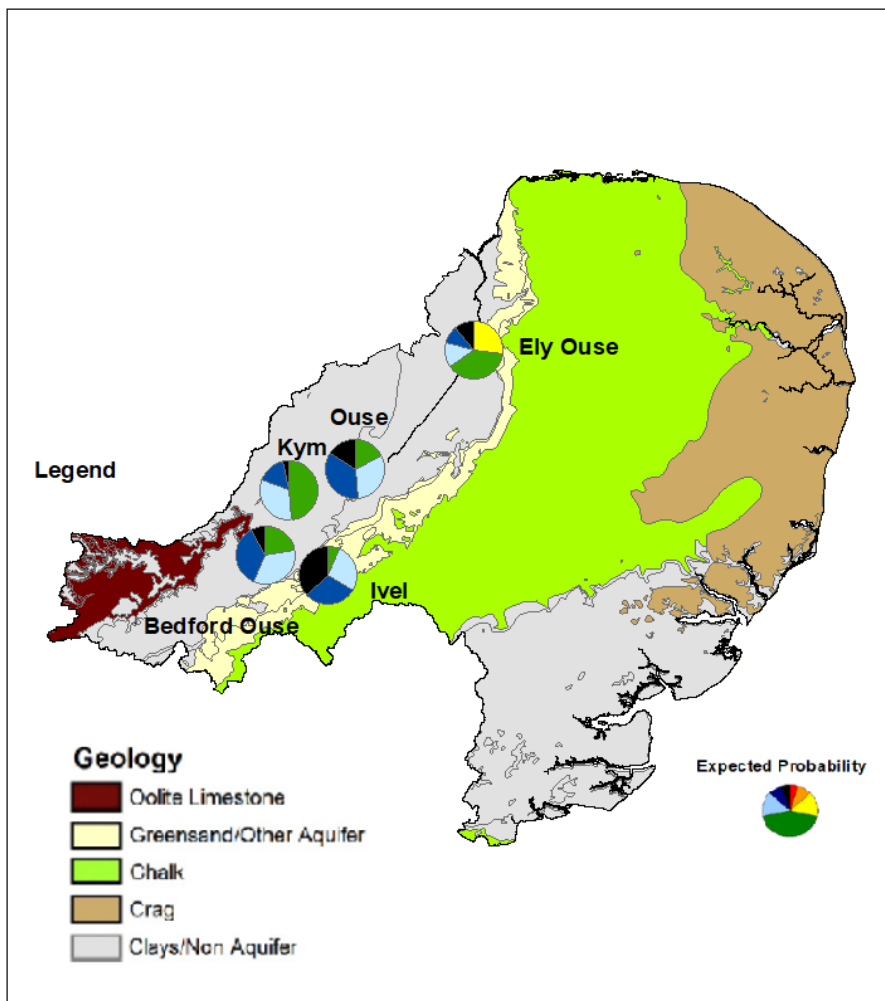 Ely Ouse
Ouse
Kym
Legend
Ivel
Bedford Ouse
Geology
Oolite Limestone
Greensand/Other Aquifer
Chalk
Crag
Clays/Non Aquifer
Expected Probability